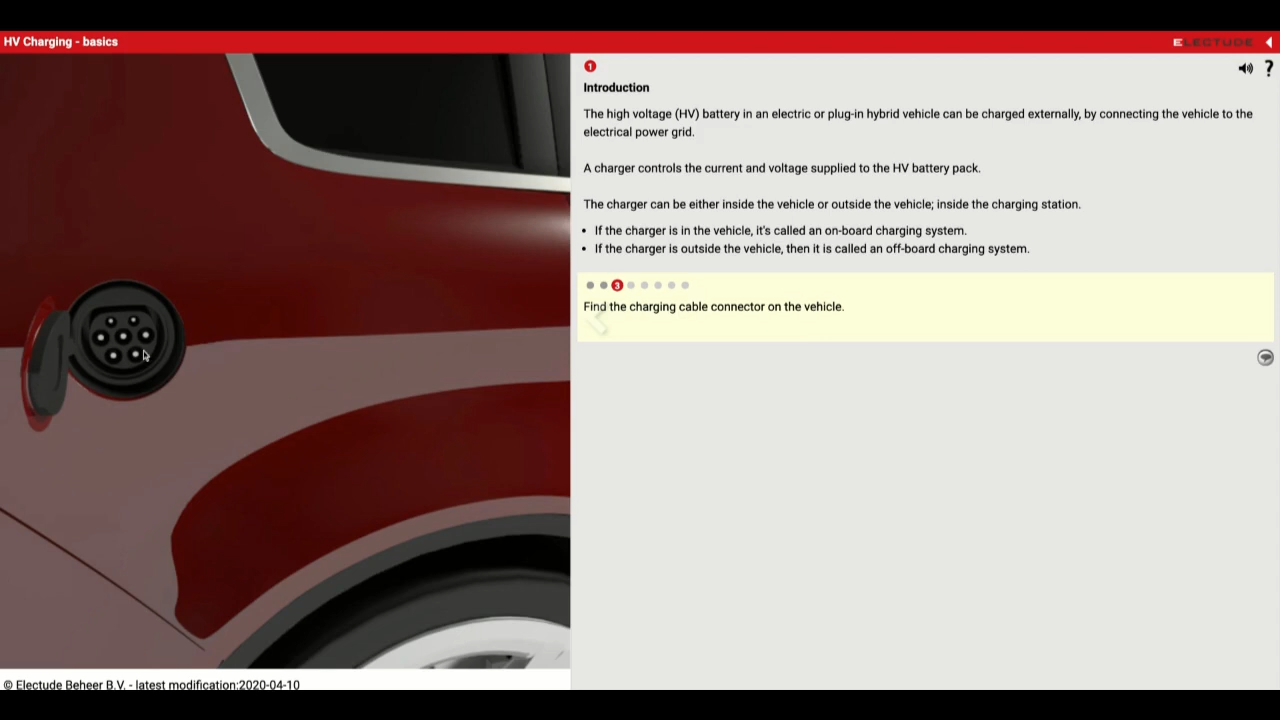 HV Charging - basics
ELECTUDE
1
Introduction
The high voltage (HV) battery in an electric or plug-in hybrid vehicle can be charged externally, by connecting the vehicle to the
electrical power grid.
A charger controls the current and voltage supplied to the HV battery pack.
The charger can be either inside the vehicle or outside the vehicle; inside the charging station.
• If the charger is in the vehicle, it's called an on-board charging system.
• If the charger is outside the vehicle, then it is called an off-board charging system.
3
Find the charging cable connector on the vehicle.
© Electude Beheer B.V. - latest modification:2020-04-10